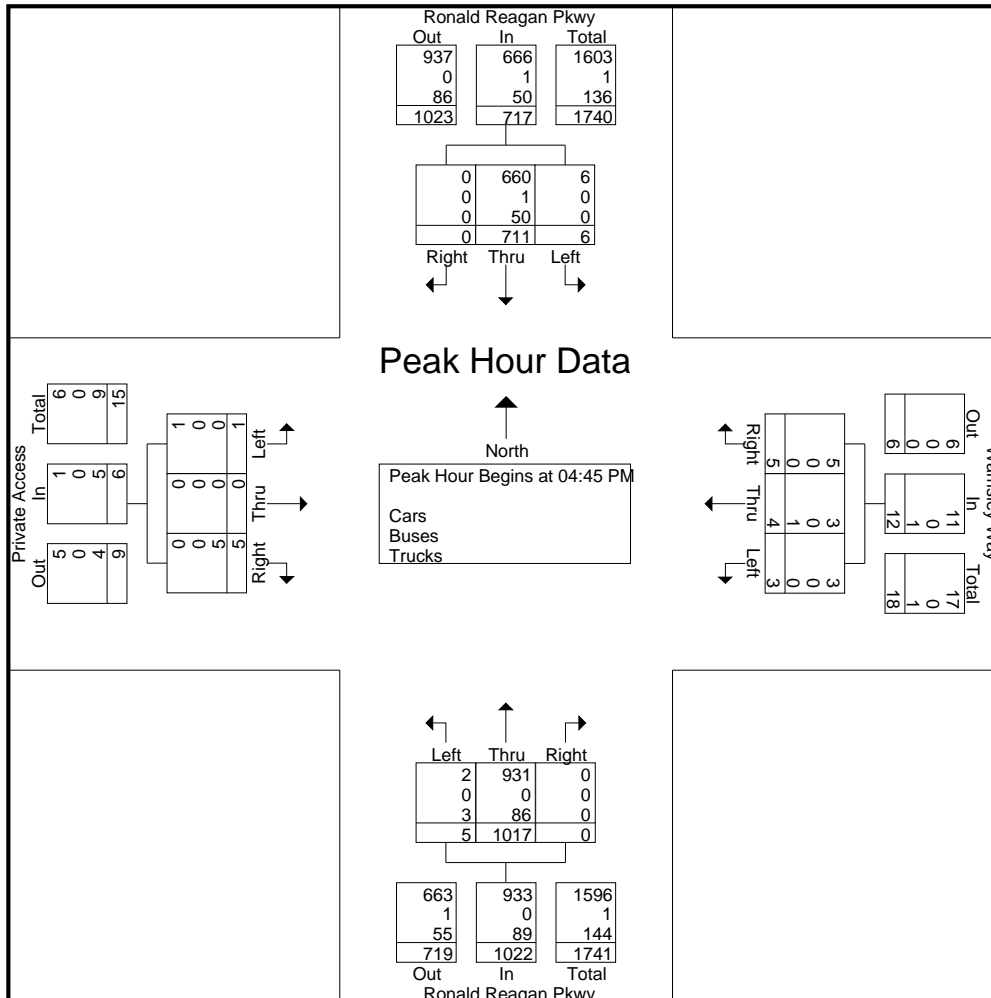 Ronald Reagan Pkwy
Out In Total
937 666 1603
0 1 1
86 50 136
1023 717 1740
0 660 6
0 1 0
0 50 0
0 711 6
Right Thru Left
Peak Hour Data
North
Peak Hour Begins at 04:45 PM
Cars
Buses
Trucks
Private Access
Out In Total
5 1 6
0 0 0
4 5 9
9 6 15
Left Thru Right
1 0 0
0 0 0
0 0 5
1 0 5
Wamsley Way
Out In Total
6 11 17
0 0 0
0 1 1
6 12 18
Right Thru Left
5 3 3
0 0 0
0 1 0
5 4 3
Left Thru Right
2 931 0
0 0 0
3 86 0
5 1017 0
663 933 1596
1 0 1
55 89 144
719 1022 1741
Out In Total
Ronald Reagan Pkwy